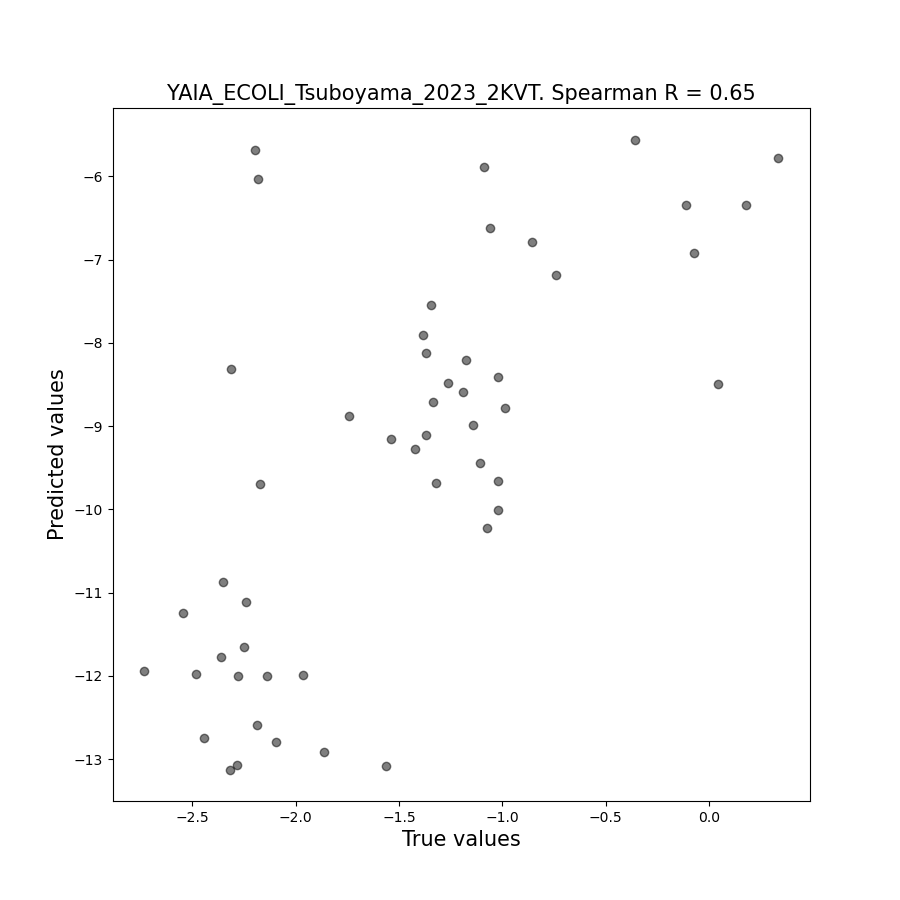 YAIA_ECOLI_Tsuboyama_2023_2KVT. Spearman R = 0.65
Predicted values
−6
−7
−8
−9
−10
−11
−12
−13
−2.5 −2.0 −1.5 −1.0 −0.5 0.0
True values